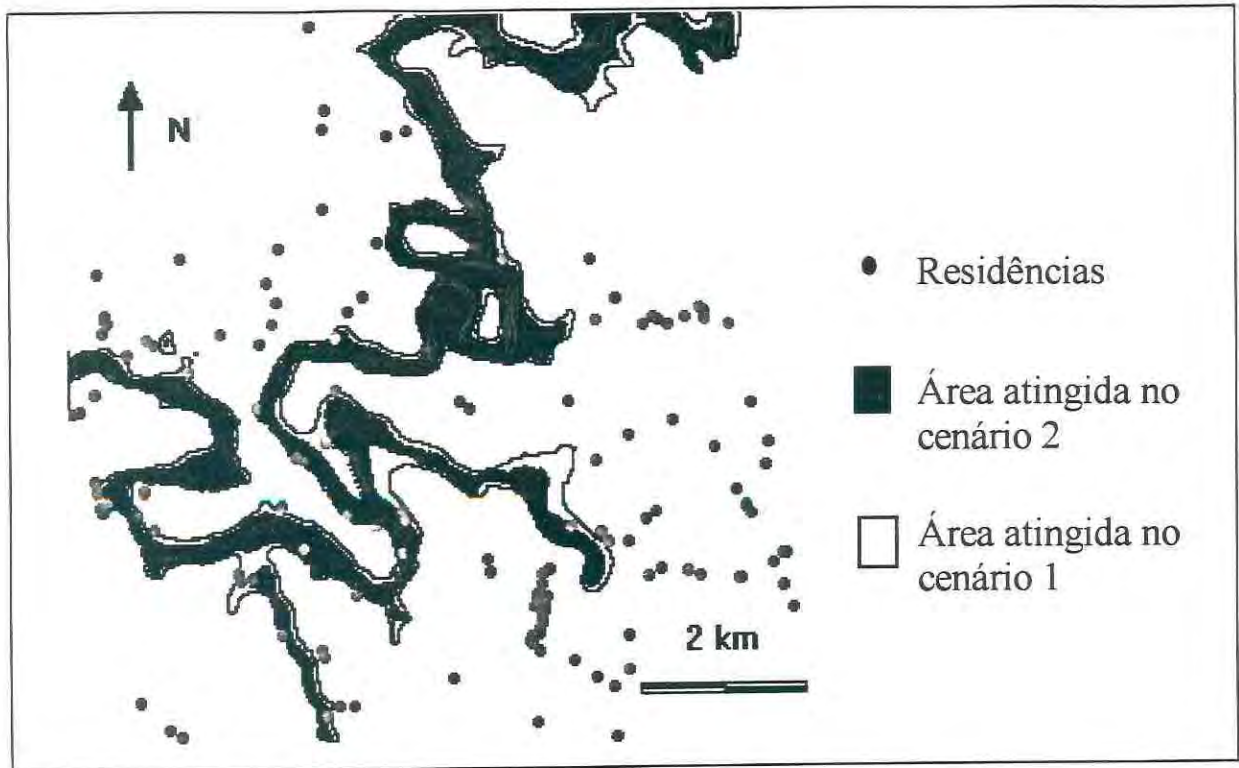 N
Residências
Área atingida no
cenário 2
Área atingida no
cenário 1
2 km